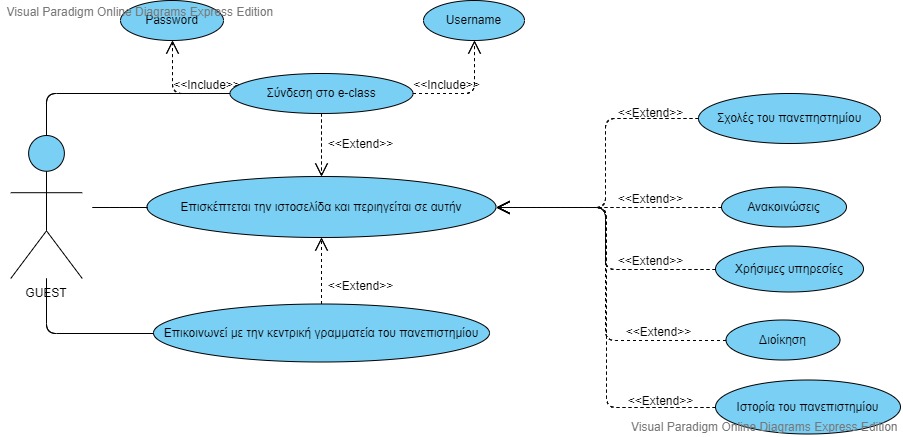 Visual Paradigm Online Diagrams Express Edition
Password
Username
<<Include>>
<<Include>>
Σύνδεση στο e-class
<<Extend>>
Σχολές του πανεπηστημίου
<<Extend>>
Επισκέπτεται την ιστοσελίδα και περιηγείται σε αυτήν
<<Extend>>
Ανακοινώσεις
<<Extend>>
Χρήσιμες υπηρεσίες
<<Extend>>
GUEST
Επικοινωνεί με την κεντρική γραμματεία του πανεπιστημίου
<<Extend>>
Διοίκηση
<<Extend>>
Ιστορία του πανεπιστημίου
Visual Paradigm Online Diagrams Express Edition